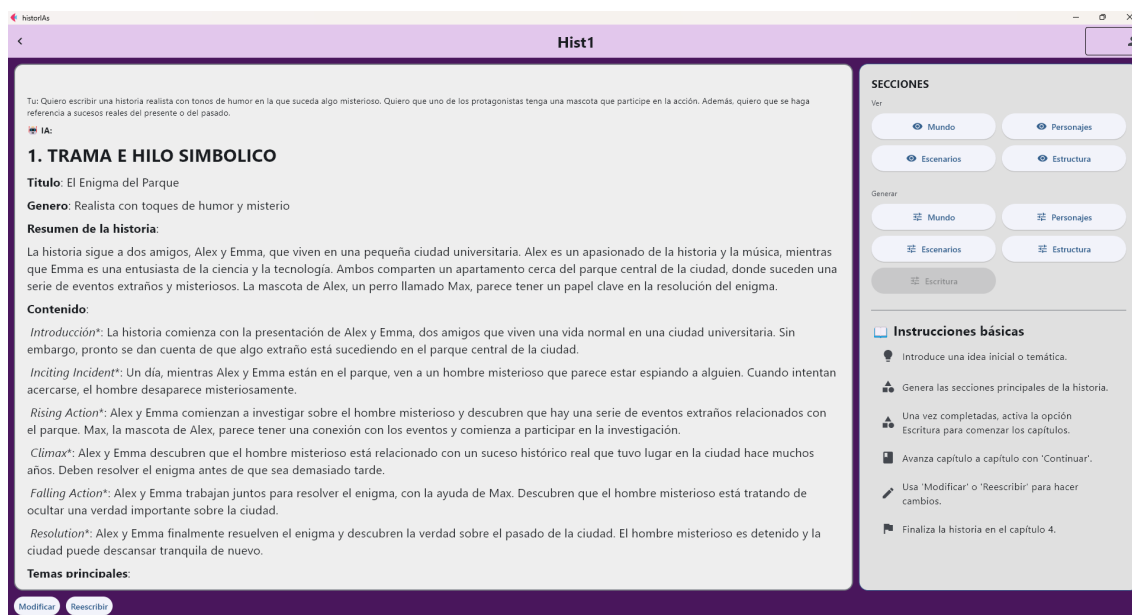 historIAs
Hist1
Tu: Quiero escribir una historia realista con tonos de humor en la que suceda algo misterioso. Quiero que uno de los protagonistas tenga una mascota que participe en la acción. Además, quiero que se haga
referencia a sucesos reales del presente o del pasado.
IA:
1. TRAMA E HILO SIMBOLICO
Titulo: El Enigma del Parque
Genero: Realista con toques de humor y misterio
Resumen de la historia:
La historia sigue a dos amigos, Alex y Emma, que viven en una pequeña ciudad universitaria. Alex es un apasionado de la historia y la música, mientras
que Emma es una entusiasta de la ciencia y la tecnología. Ambos comparten un apartamento cerca del parque central de la ciudad, donde suceden una
serie de eventos extraños y misteriosos. La mascota de Alex, un perro llamado Max, parece tener un papel clave en la resolución del enigma.
Contenido:
Introducción*: La historia comienza con la presentación de Alex y Emma, dos amigos que viven una vida normal en una ciudad universitaria. Sin
embargo, pronto se dan cuenta de que algo extraño está sucediendo en el parque central de la ciudad.
Inciting Incident*: Un día, mientras Alex y Emma están en el parque, ven a un hombre misterioso que parece estar espiando a alguien. Cuando intentan
acercarse, el hombre desaparece misteriosamente.
Rising Action*: Alex y Emma comienzan a investigar sobre el hombre misterioso y descubren que hay una serie de eventos extraños relacionados con
el parque. Max, la mascota de Alex, parece tener una conexión con los eventos y comienza a participar en la investigación.
Climax*: Alex y Emma descubren que el hombre misterioso está relacionado con un suceso histórico real que tuvo lugar en la ciudad hace muchos
años. Deben resolver el enigma antes de que sea demasiado tarde.
Falling Action*: Alex y Emma trabajan juntos para resolver el enigma, con la ayuda de Max. Descubren que el hombre misterioso está tratando de
ocultar una verdad importante sobre la ciudad.
Resolution*: Alex y Emma finalmente resuelven el enigma y descubren la verdad sobre el pasado de la ciudad. El hombre misterioso es detenido y la
ciudad puede descansar tranquila de nuevo.
Temas principales:
Modificar Reescribir
SECCIONES
Ver
Mundo Personajes
Escenarios Estructura
Generar
Mundo Personajes
Escenarios Estructura
Escritura
Instrucciones básicas
Introduce una idea inicial o temática.
Genera las secciones principales de la historia.
Una vez completadas, activa la opción
Escritura para comenzar los capítulos.
Avanza capítulo a capítulo con 'Continuar'.
Usa 'Modificar' o 'Reescribir' para hacer
cambios.
Finaliza la historia en el capítulo 4.